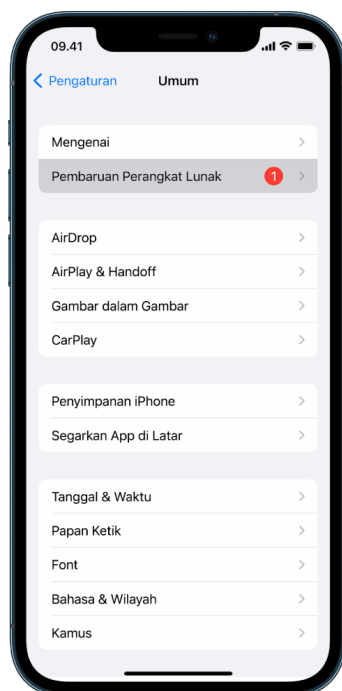 09.41
Pengaturan Umum
Mengenai
Pembaruan Perangkat Lunak 1
AirDrop
AirPlay & Handoff
Gambar dalam Gambar
CarPlay
Penyimpanan iPhone
Segarkan App di Latar
Tanggal & Waktu
Papan Ketik
Font
Bahasa & Wilayah
Kamus